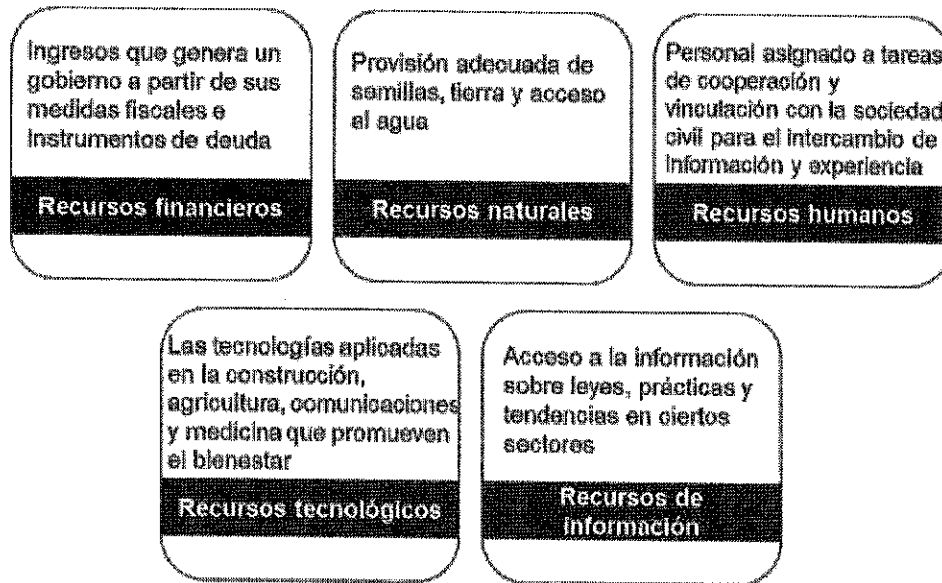 Ingresos que genera un
gobierno a partir de sus
medidas fiscales e
instrumentos de deuda
Recursos financieros
Provisión adecuada de
semillas, tierra y acceso
al agua
Recursos naturales
Personal asignado a tareas
de cooperación y
vinculación con la sociedad
civil para el intercambio de
información y experiencia
Recursos humanos
Las tecnologías aplicadas
en la construcción,
agricultura, comunicaciones
y medicina que promueven
el bienestar
Recursos tecnológicos
Acceso a la información
sobre leyes, prácticas y
tendencias en ciertos
sectores
Recursos de
información